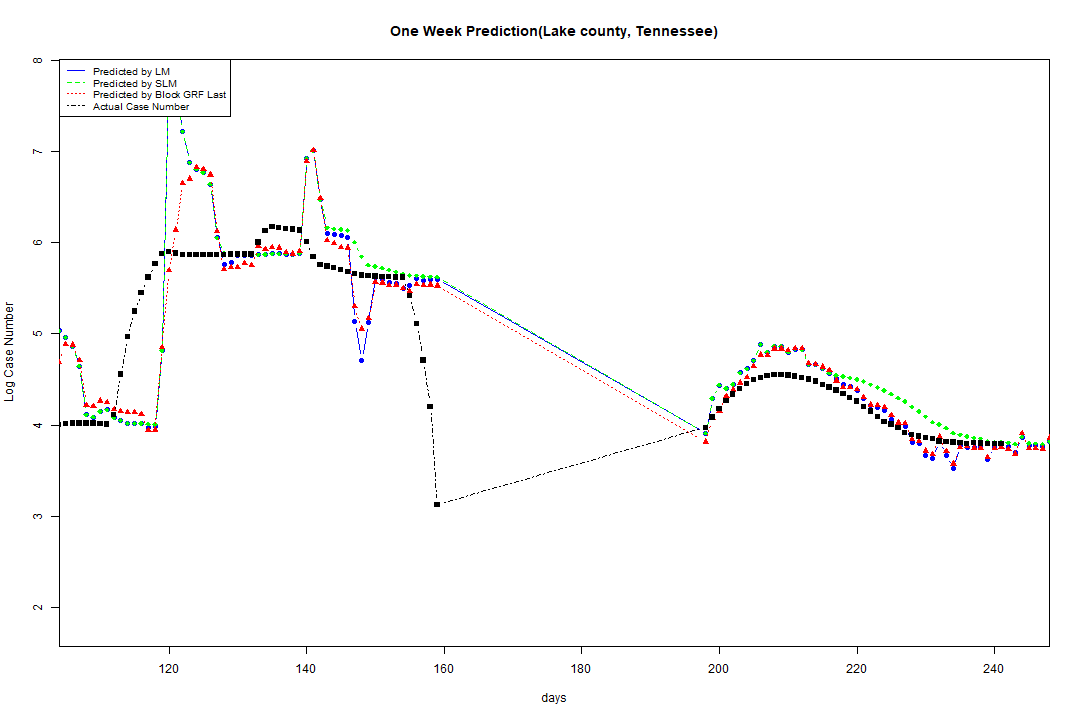 One Week Prediction(Lake county, Tennessee)
Predicted by LM
Predicted by SLM
Predicted by Block GRF Last
Actual Case Number
8
7
6
5
4
3
2
Log Case Number
120 140 160 180 200 220 240
days